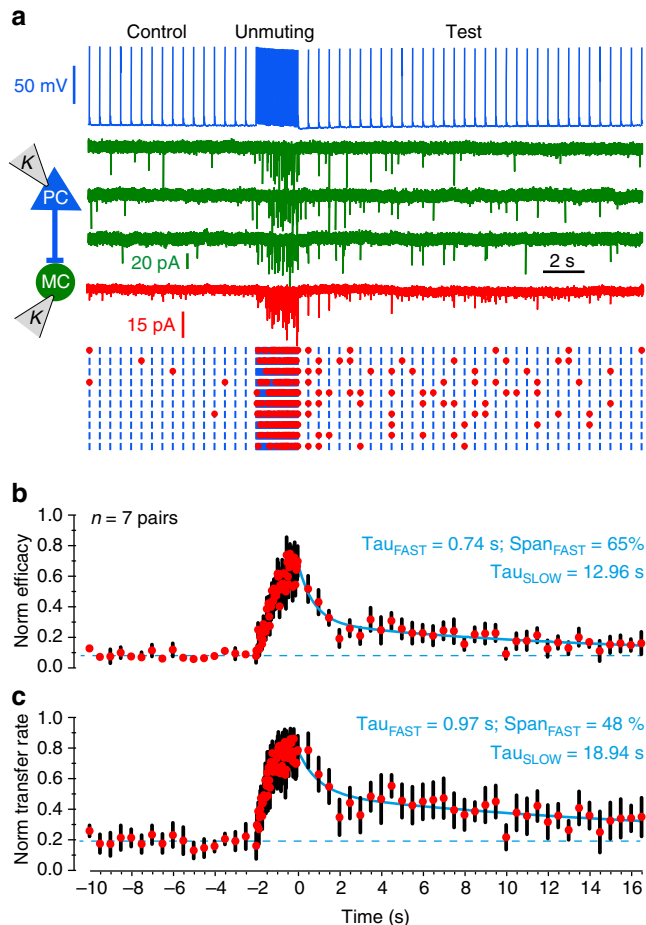 a
Control Unmuting Test
50 mV
K
PC
MC
K
20 pA
2 s
15 pA
b
n = 7 pairs
Norm efficacy
1.0
0.8
0.6
0.4
0.2
0.0
TauFAST = 0.74 s; SpanFAST = 65%
TauSLOW = 12.96 s
c
Norm transfer rate
1.0
0.8
0.6
0.4
0.2
0.0
TauFAST = 0.97 s; SpanFAST = 48 %
TauSLOW = 18.94 s
−10 −8 −6 −4 −2 0 2 4 6 8 10 12 14 16
Time (s)